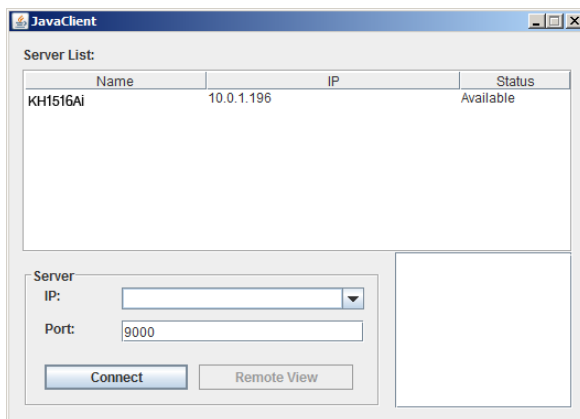 JavaClient
Server List:
Name IP Status
KH1516Ai 10.0.1.196 Available
Server
IP:
Port: 9000
Connect Remote View